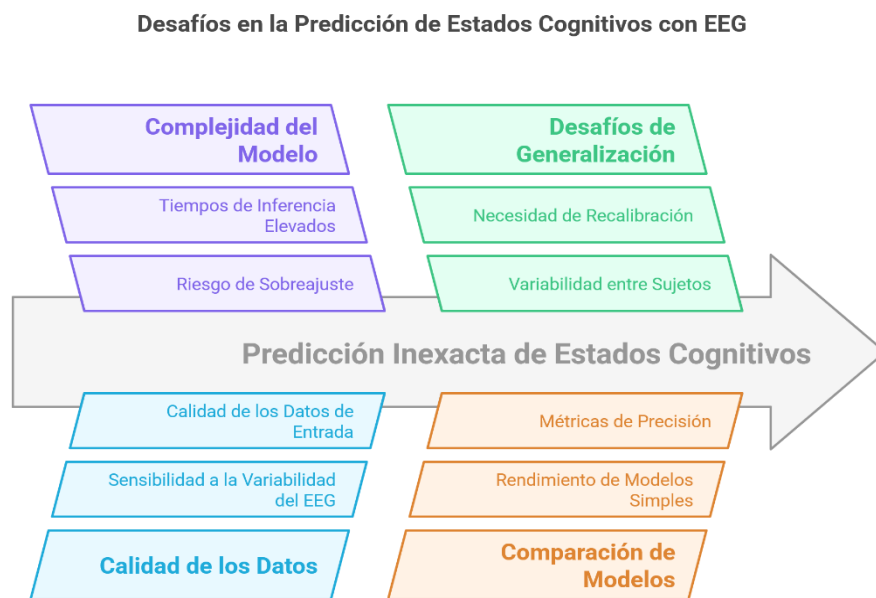 Desafíos en la Predicción de Estados Cognitivos con EEG
Complejidad del
Modelo
Tiempos de Inferencia
Elevados
Riesgo de Sobreajuste
Desafíos de
Generalización
Necesidad de Recalibración
Variabilidad entre Sujetos
Predicción Inexacta de Estados Cognitivos
Calidad de los Datos de
Entrada
Sensibilidad a la Variabilidad
del EEG
Calidad de los Datos
Métricas de Precisión
Rendimiento de Modelos
Simples
Comparación de
Modelos